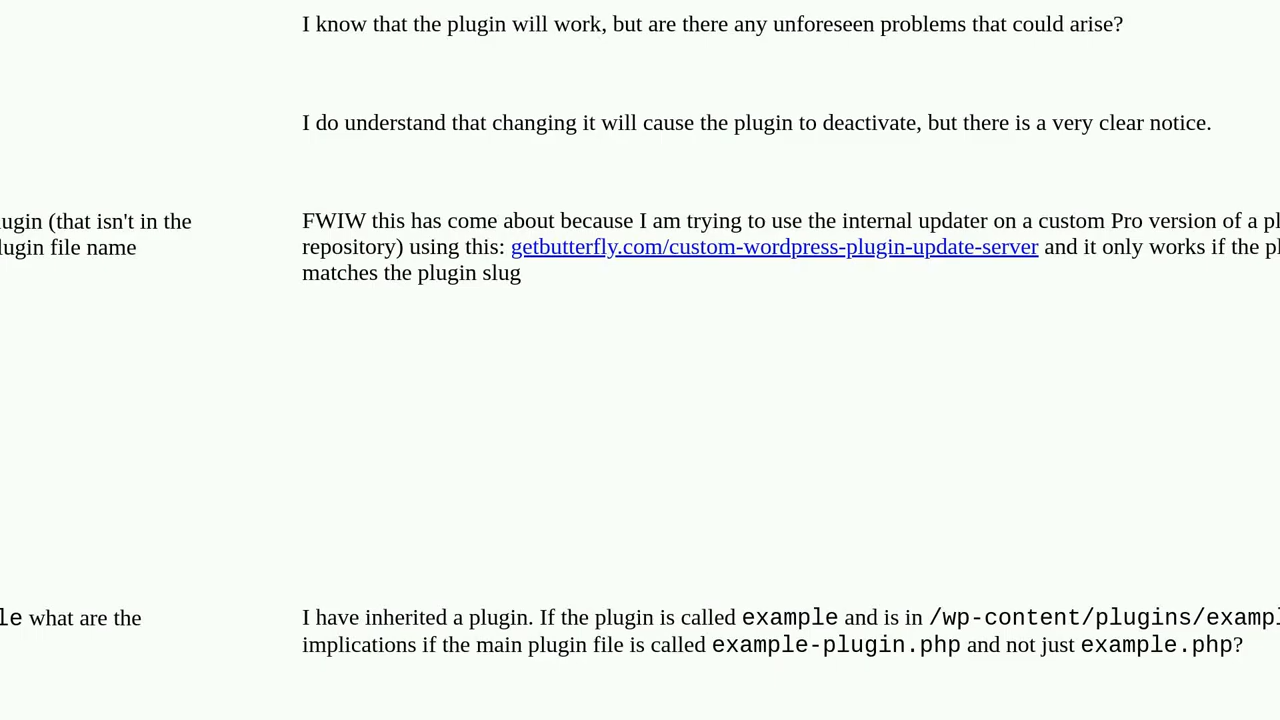 I know that the plugin will work, but are there any unforeseen problems that could arise?
I do understand that changing it will cause the plugin to deactivate, but there is a very clear notice.
ugin (that isn't in the
lugin file name
FWIW this has come about because I am trying to use the internal updater on a custom Pro version of a pl
repository) using this: getbutterfly.com/custom-wordpress-plugin-update-server and it only works if the pl
matches the plugin slug
le what are the
I have inherited a plugin. If the plugin is called example and is in /wp-content/plugins/exampl
implications if the main plugin file is called example-plugin.php and not just example.php?